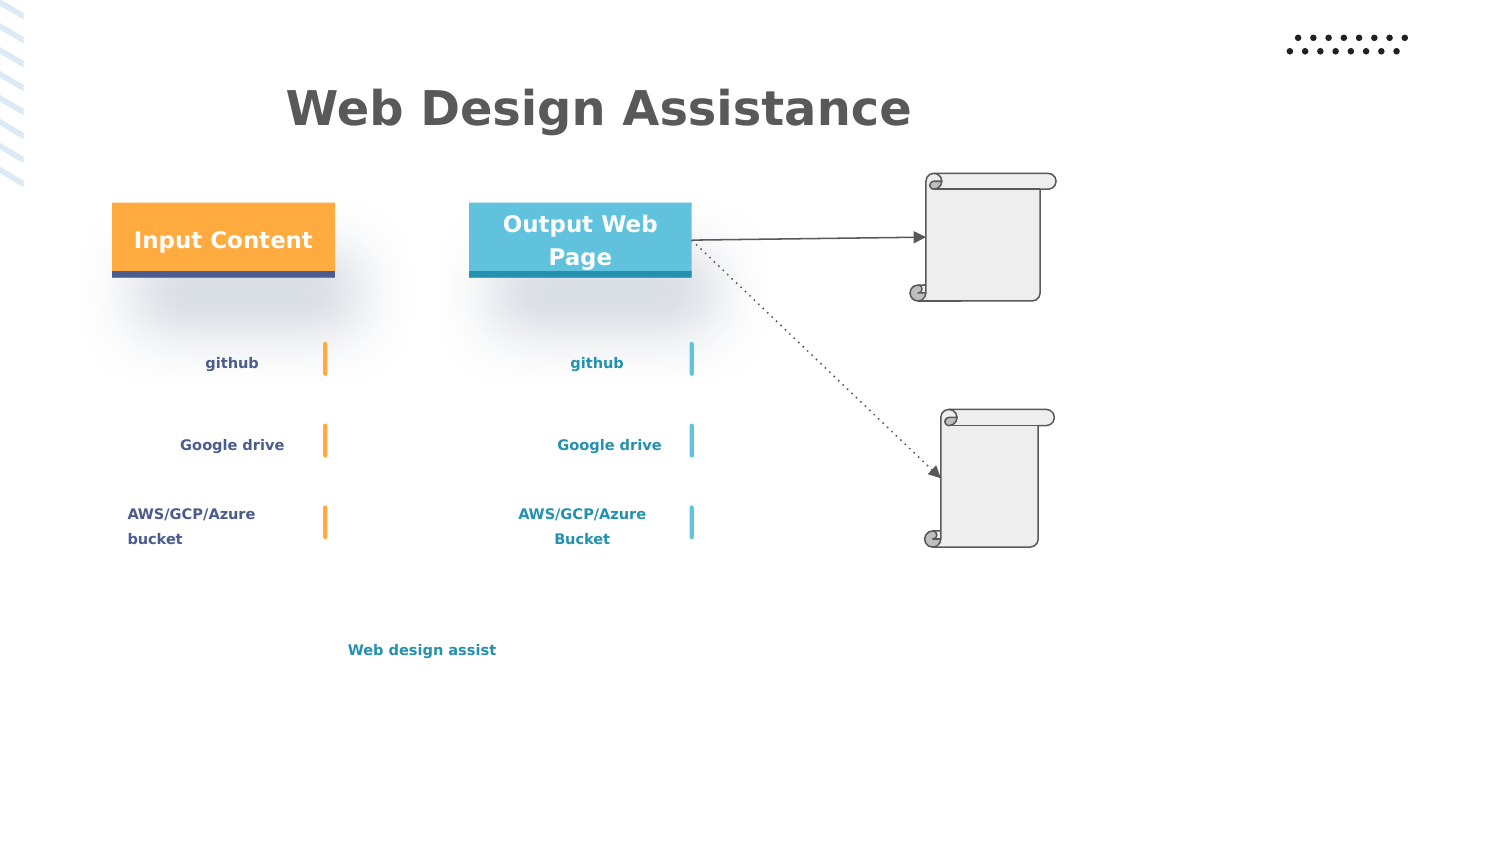 Web Design Assistance
Input Content
Output Web
Page
github
github
Google drive
Google drive
AWS/GCP/Azure
bucket
AWS/GCP/Azure
Bucket
Web design assist